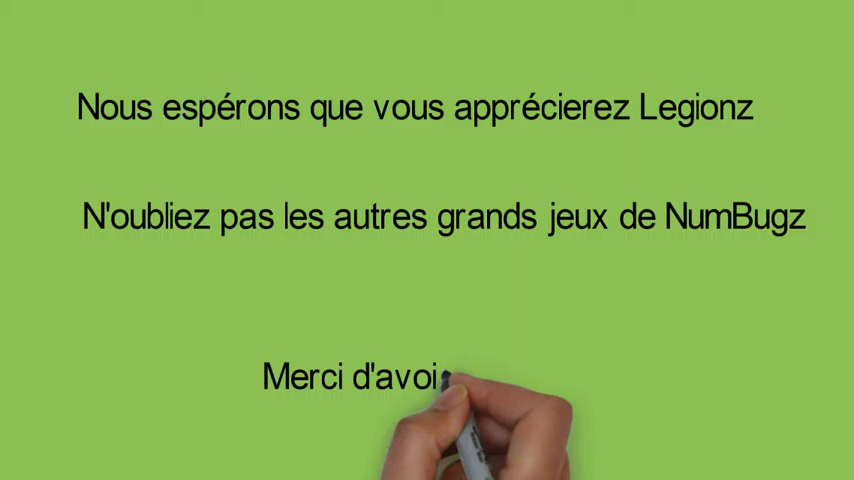 Nous espérons que vous apprécierez Legionz
N'oubliez pas les autres grands jeux de NumBugz
Merci d'avoi